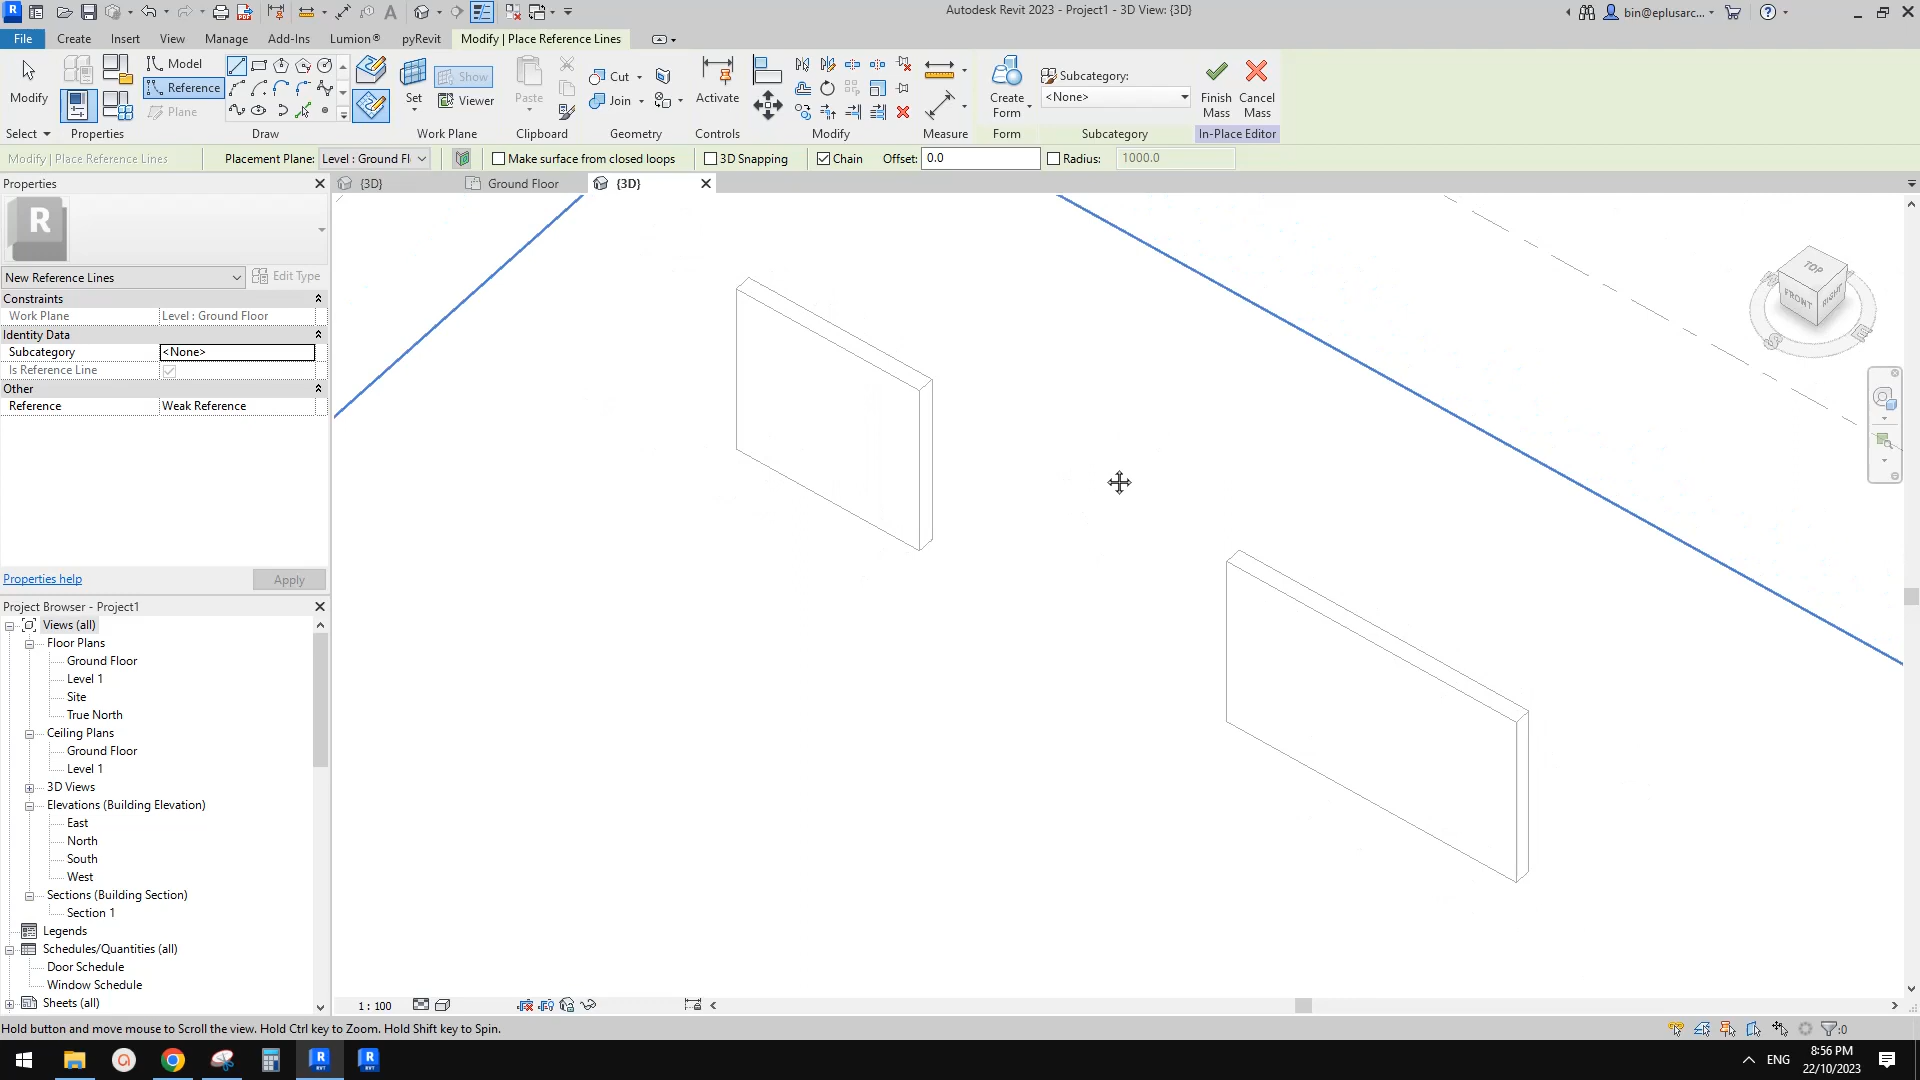 Autodesk Revit 2023 - Project1 - 3D View: {3D}
bin@eplusarc...
File
Create
Insert
View
Manage
Add-Ins
Lumion®
pyRevit
Modify | Place Reference Lines
Modify
Model
Reference
Plane
Set
Show
Viewer
Paste
Cut
Join
Activate
Create
Form
Subcategory:
<None>
Finish
Mass
Cancel
Mass
Select
Properties
Draw
Work Plane
Clipboard
Geometry
Controls
Modify
Measure
Form
Subcategory
In-Place Editor
Modify | Place Reference Lines
Placement Plane:
Level : Ground Fl
Make surface from closed loops
3D Snapping
Chain
Offset:
0.0
Radius:
1000.0
Properties
{3D}
Ground Floor
{3D}
R
New Reference Lines
Edit Type
Constraints
Work Plane
Level : Ground Floor
Identity Data
Subcategory
<None>
Is Reference Line
Other
Reference
Weak Reference
TOP
FRONT
RIGHT
S
E
Properties help
Apply
Project Browser - Project1
Views (all)
Floor Plans
Ground Floor
Level 1
Site
True North
Ceiling Plans
Ground Floor
Level 1
3D Views
Elevations (Building Elevation)
East
North
South
West
Sections (Building Section)
Section 1
Legends
Schedules/Quantities (all)
Door Schedule
Window Schedule
Sheets (all)
1 : 100
Hold button and move mouse to Scroll the view. Hold Ctrl key to Zoom. Hold Shift key to Spin.
:0
ENG
8:56 PM
22/10/2023